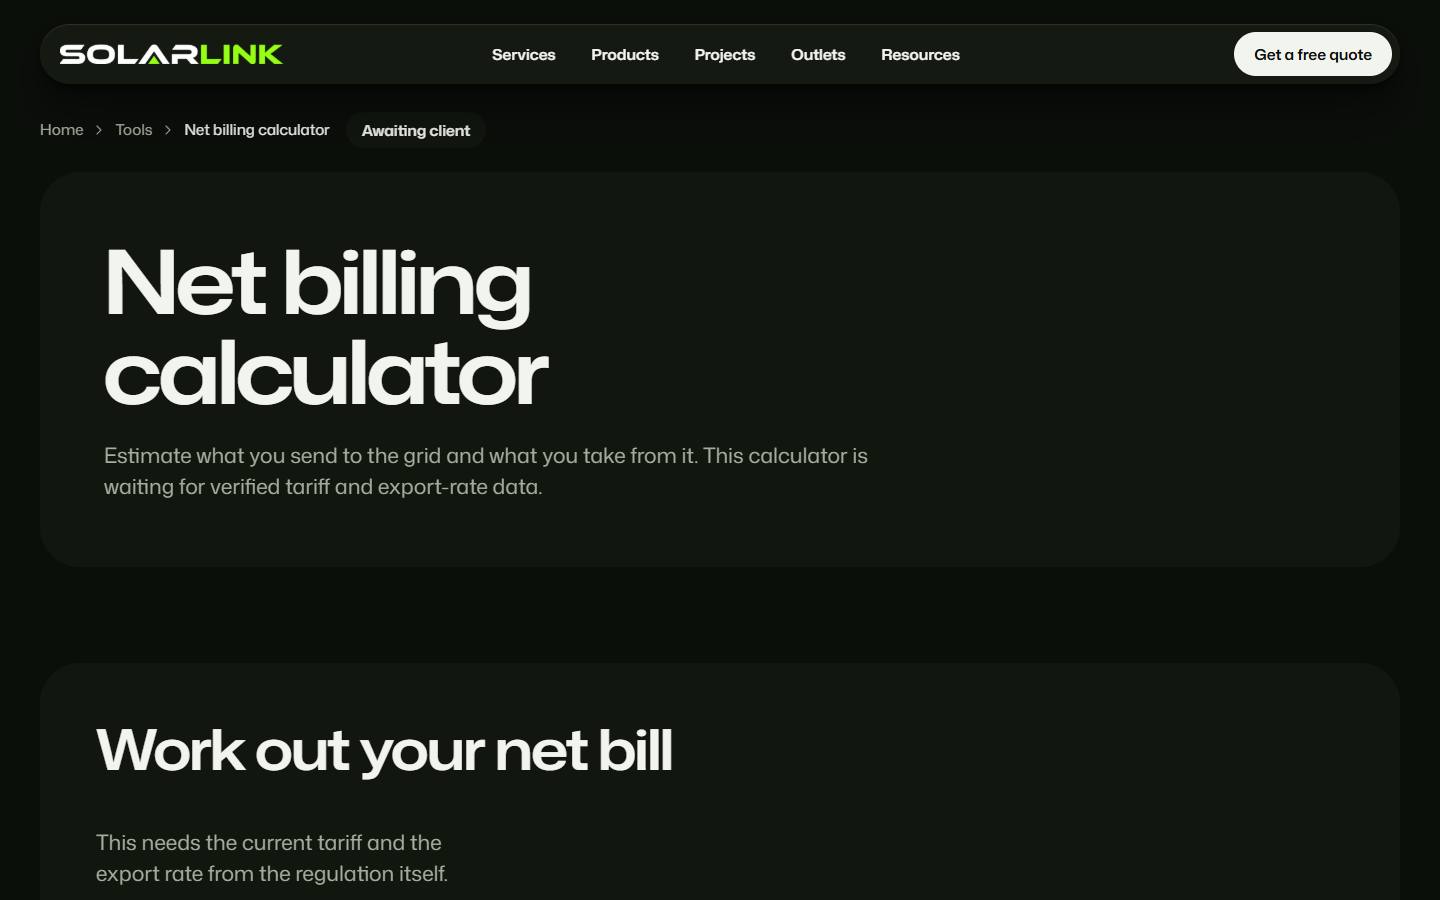 SOLARLINK
Services Products Projects Outlets Resources
Get a free quote
Home > Tools > Net billing calculator
Awaiting client
Net billing
calculator
Estimate what you send to the grid and what you take from it. This calculator is
waiting for verified tariff and export-rate data.
Work out your net bill
This needs the current tariff and the
export rate from the regulation itself.